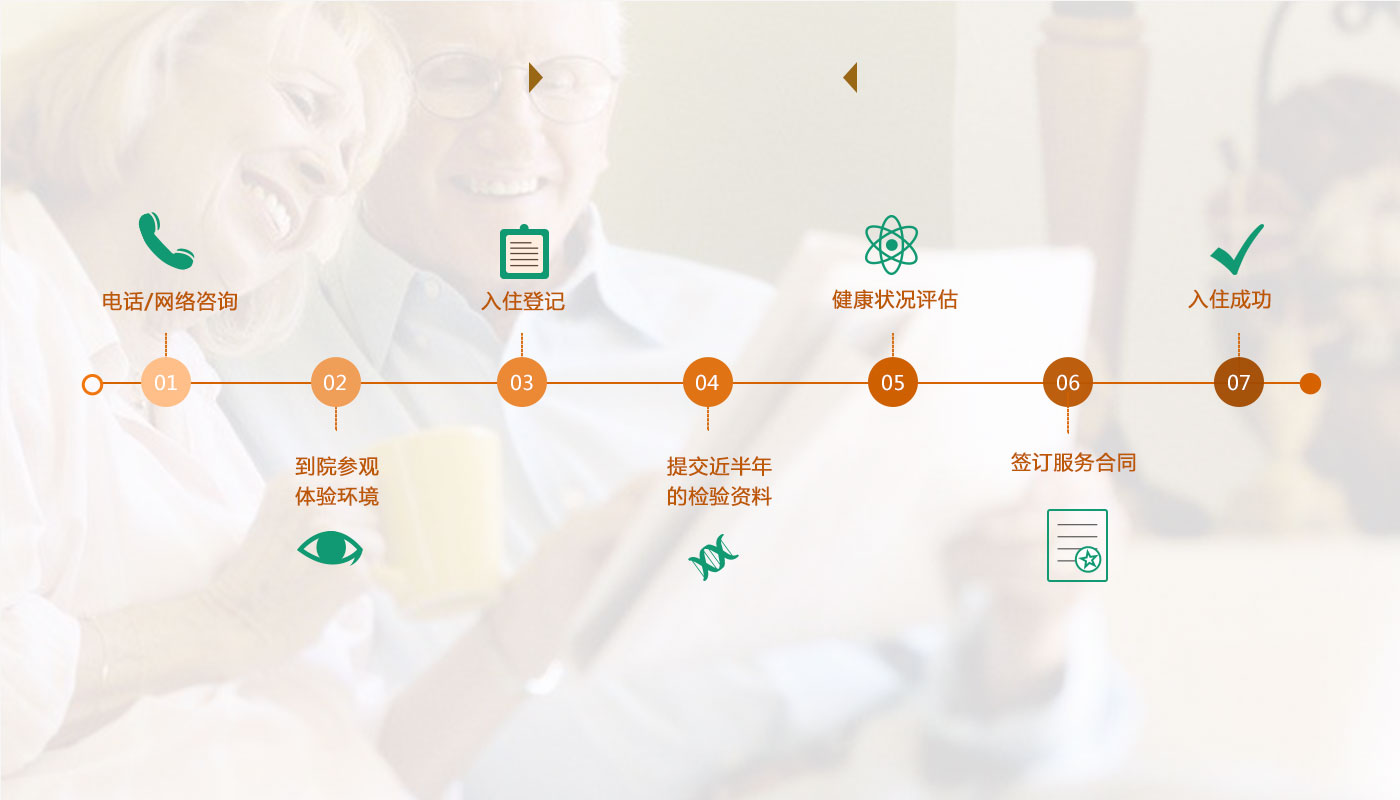 电话/网络咨询
入住登记
健康状况评估
入住成功
01
02
03
04
05
06
07
到院参观
体验环境
提交近半年
的检验资料
签订服务合同